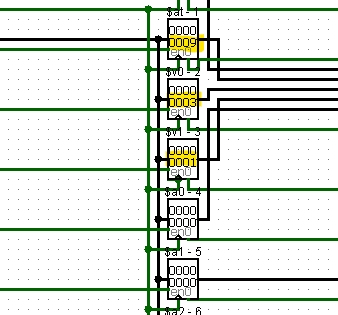 $at - 1
0000
0009
en0
$v0 - 2
0000
0003
en0
$v1 - 3
0000
0001
en0
$a0 - 4
0000
0000
en0
$a1 - 5
0000
0000
en0
$a2 - 6